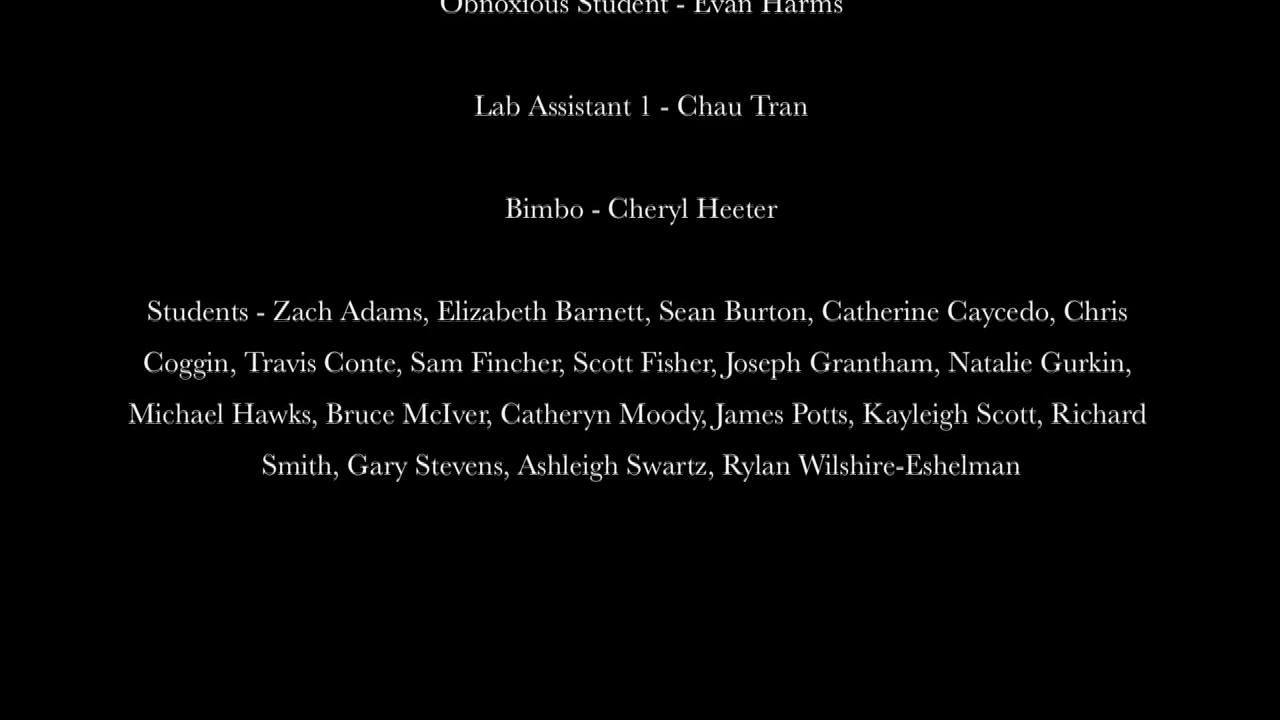 Obnoxious Student - Evan Harms
Lab Assistant 1 - Chau Tran
Bimbo - Cheryl Heeter
Students - Zach Adams, Elizabeth Barnett, Sean Burton, Catherine Caycedo, Chris
Coggin, Travis Conte, Sam Fincher, Scott Fisher, Joseph Grantham, Natalie Gurkin,
Michael Hawks, Bruce McIver, Catheryn Moody, James Potts, Kayleigh Scott, Richard
Smith, Gary Stevens, Ashleigh Swartz, Rylan Wilshire-Eshelman